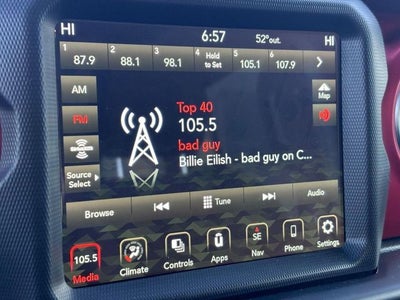 HI 6:57 52°out. HI
1 2 3 4 5 6
87.9 88.1 98.1 Hold to Set 105.1 107.9
AM
Map
Top 40
FM
105.5
bad guy
SiriusXM
Billie Eilish - bad guy on C...
Source Select
Browse Tune Audio
105.5 SE
Media Climate Controls Apps Nav Phone Settings